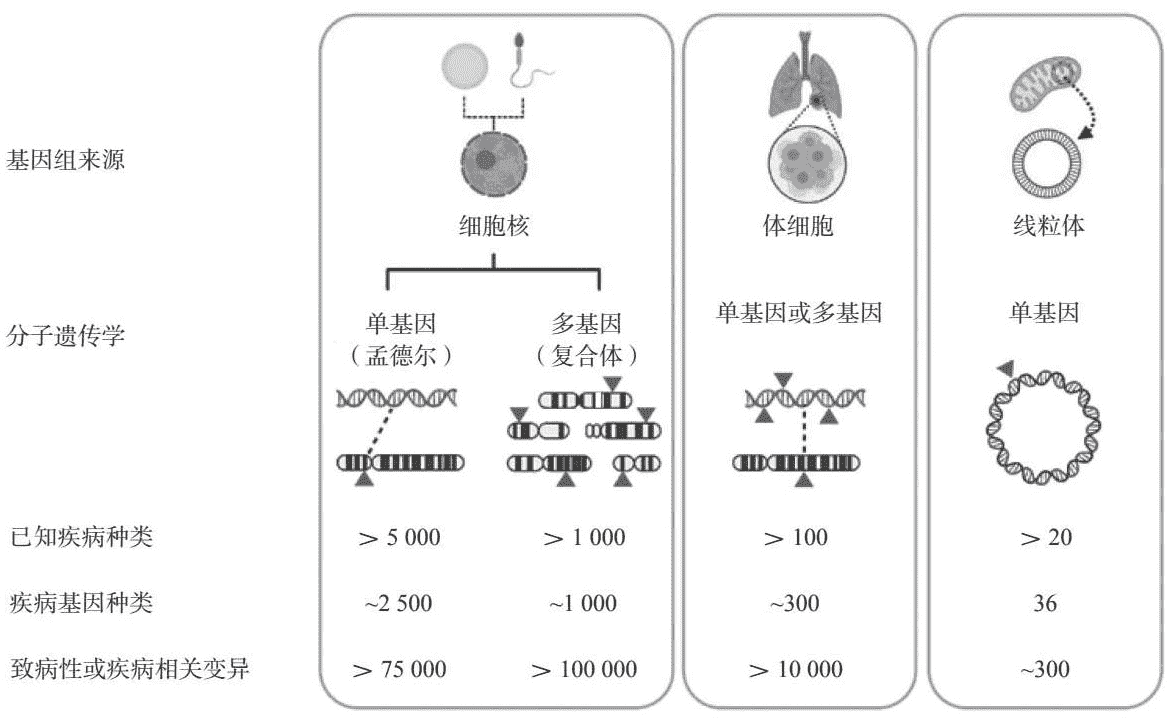 基因组来源
细胞核
体细胞
线粒体
分子遗传学
单基因
（孟德尔）
多基因
（复合体）
单基因或多基因
单基因
已知疾病种类
> 5 000
> 1 000
> 100
> 20
疾病基因种类
~2 500
~1 000
~300
36
致病性或疾病相关变异
> 75 000
> 100 000
> 10 000
~300